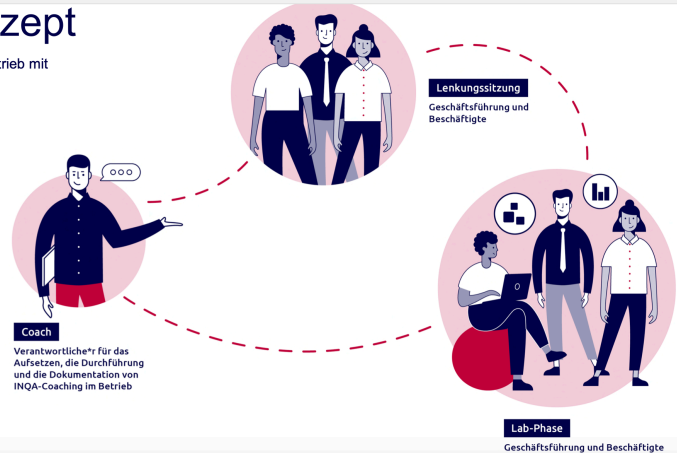 zept
rieb mit
Lenkungssitzung
Geschäftsführung und
Beschäftigte
Coach
Verantwortliche*r für das
Aufsetzen, die Durchführung
und die Dokumentation von
INQA-Coaching im Betrieb
Lab-Phase
Geschäftsführung und Beschäftigte